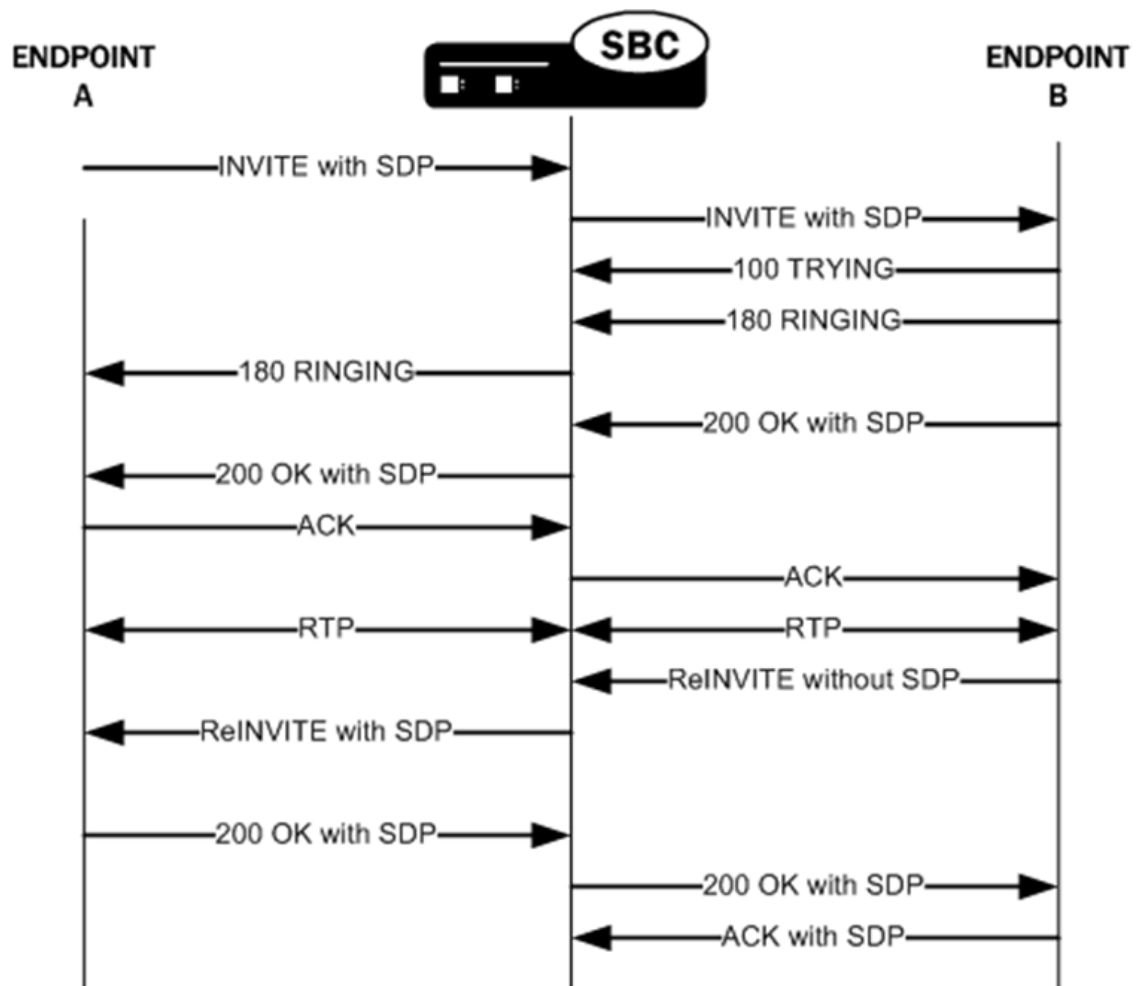 SBC
ENDPOINT
A
ENDPOINT
B
INVITE with SDP
INVITE with SDP
100 TRYING
180 RINGING
180 RINGING
200 OK with SDP
200 OK with SDP
ACK
ACK
RTP
RTP
ReINVITE without SDP
ReINVITE with SDP
200 OK with SDP
200 OK with SDP
ACK with SDP